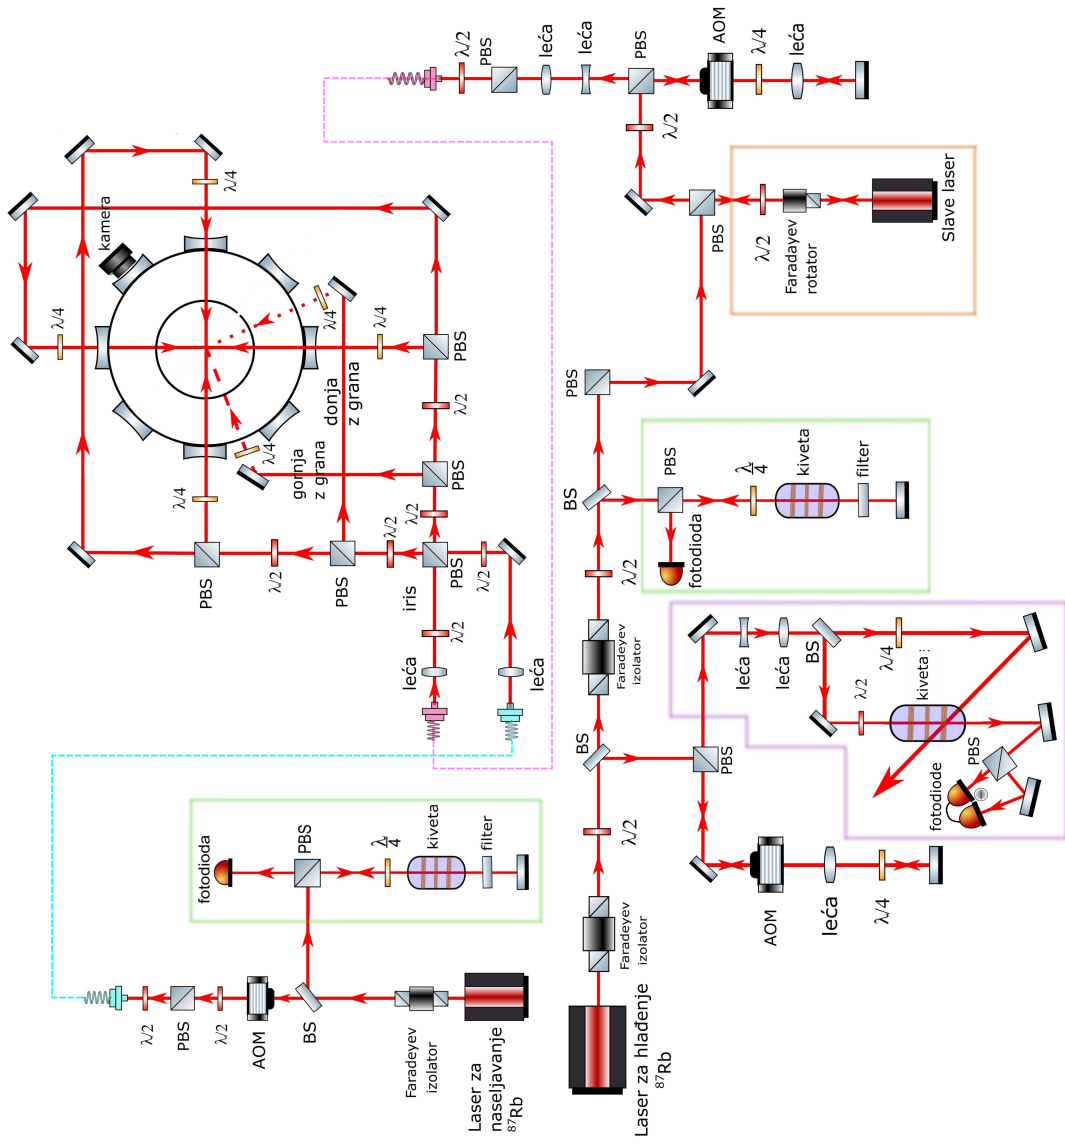 λ/2
PBS
leća
leća
PBS
AOM
λ/4
leća
λ/2
PBS
λ/2
Faradayev
rotator
Slave laser
kamera
λ/4
λ/4
λ/4
λ/4
λ/4
λ/4
gornja
z grana
donja
z grana
PBS
λ/2
PBS
λ/2
λ/2
PBS
iris
λ/2
PBS
λ/2
PBS
λ/2
leća
leća
PBS
BS
PBS
λ/4
kiveta
filter
fotodioda
λ/2
Faradeyev
izolator
BS
PBS
leća
leća
BS
λ/4
λ/2
kiveta :
PBS
fotodiode
AOM
leća
λ/4
λ/2
Faradeyev
izolator
Laser za hlađenje
⁸⁷Rb
fotodioda
PBS
λ/4
kiveta
filter
λ/2
PBS
λ/2
AOM
BS
Faradeyev
izolator
Laser za
naseljavanje
⁸⁷Rb